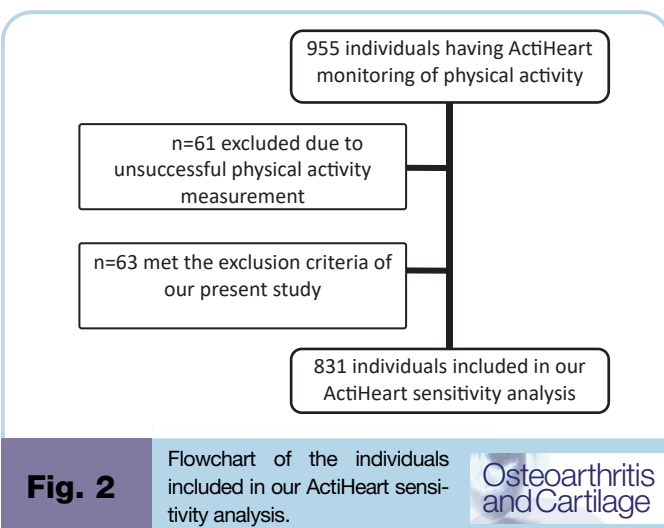 955 individuals having ActiHeart
monitoring of physical activity
n=61 excluded due to
unsuccessful physical activity
measurement
n=63 met the exclusion criteria of
our present study
831 individuals included in our
ActiHeart sensitivity analysis
Fig. 2
Flowchart of the individuals
included in our ActiHeart sensi-
tivity analysis.
Osteoarthritis
and Cartilage